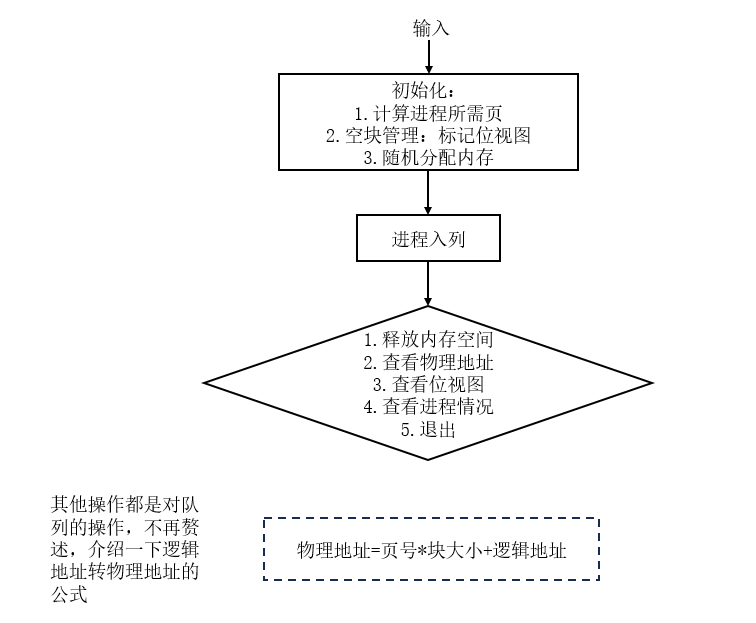 输入
初始化：
1.计算进程所需页
2.空块管理：标记位视图
3.随机分配内存
进程入列
1.释放内存空间
2.查看物理地址
3.查看位视图
4.查看进程情况
5.退出
其他操作都是对队
列的操作，不再赘
述，介绍一下逻辑
地址转物理地址的
公式
物理地址=页号*块大小+逻辑地址